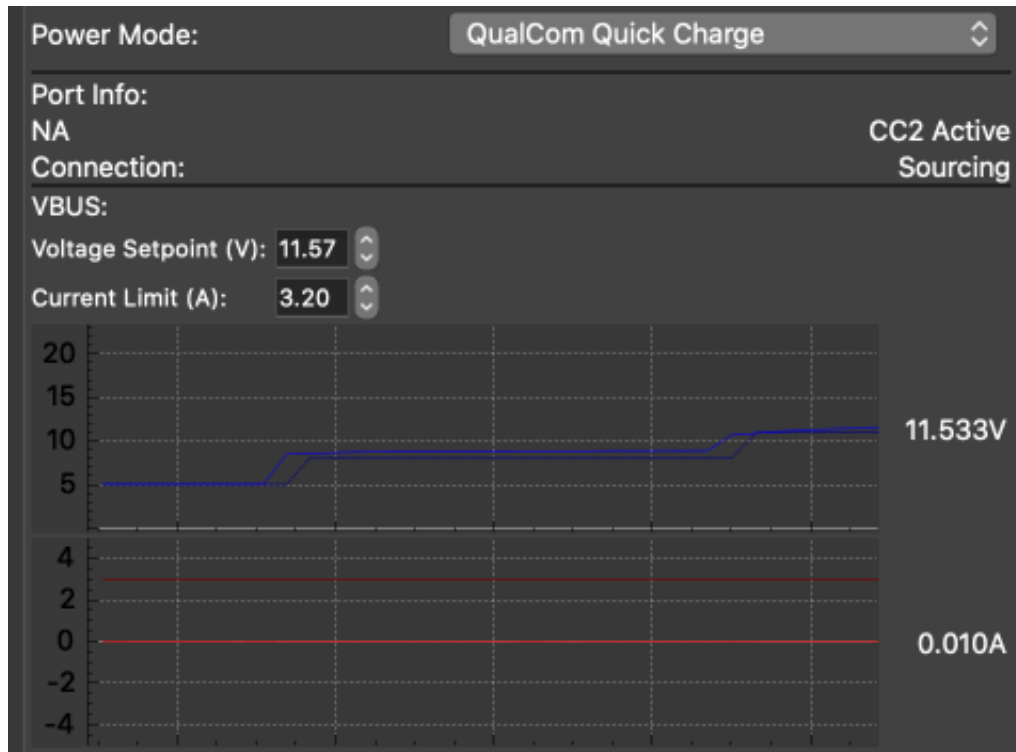 Power Mode: QualCom Quick Charge
Port Info:
NA CC2 Active
Connection: Sourcing
VBUS:
Voltage Setpoint (V): 11.57
Current Limit (A): 3.20
20
15
10
5
11.533V
4
2
0
-2
-4
0.010A